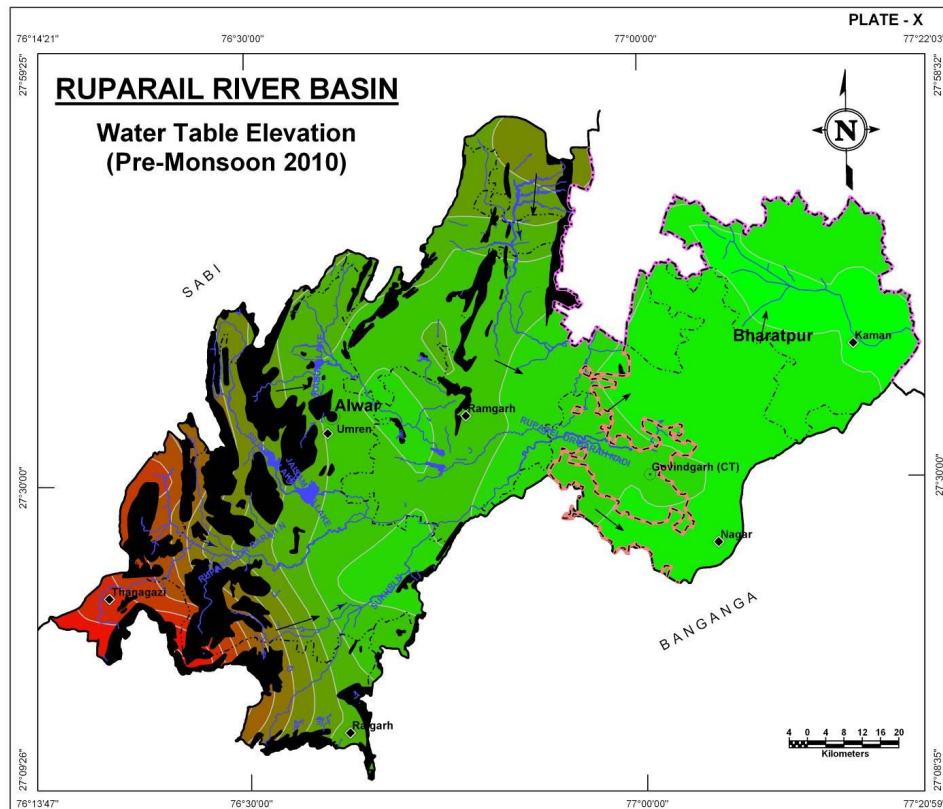 PLATE - X
76°14'21"
76°30'00"
77°00'00"
77°22'03"
27°59'25"
27°58'32"
RUPARAIL RIVER BASIN
Water Table Elevation
(Pre-Monsoon 2010)
N
SABI
Bharatpur
Kaman
Alwar
Umren
Ramgarh
Govindgarh (CT)
27°30'00"
27°30'00"
Nagar
Thanagazi
BANGANGA
Rajgarh
4 0 4 8 12 16 20
Kilometers
27°09'26"
27°08'35"
76°13'47"
76°30'00"
77°00'00"